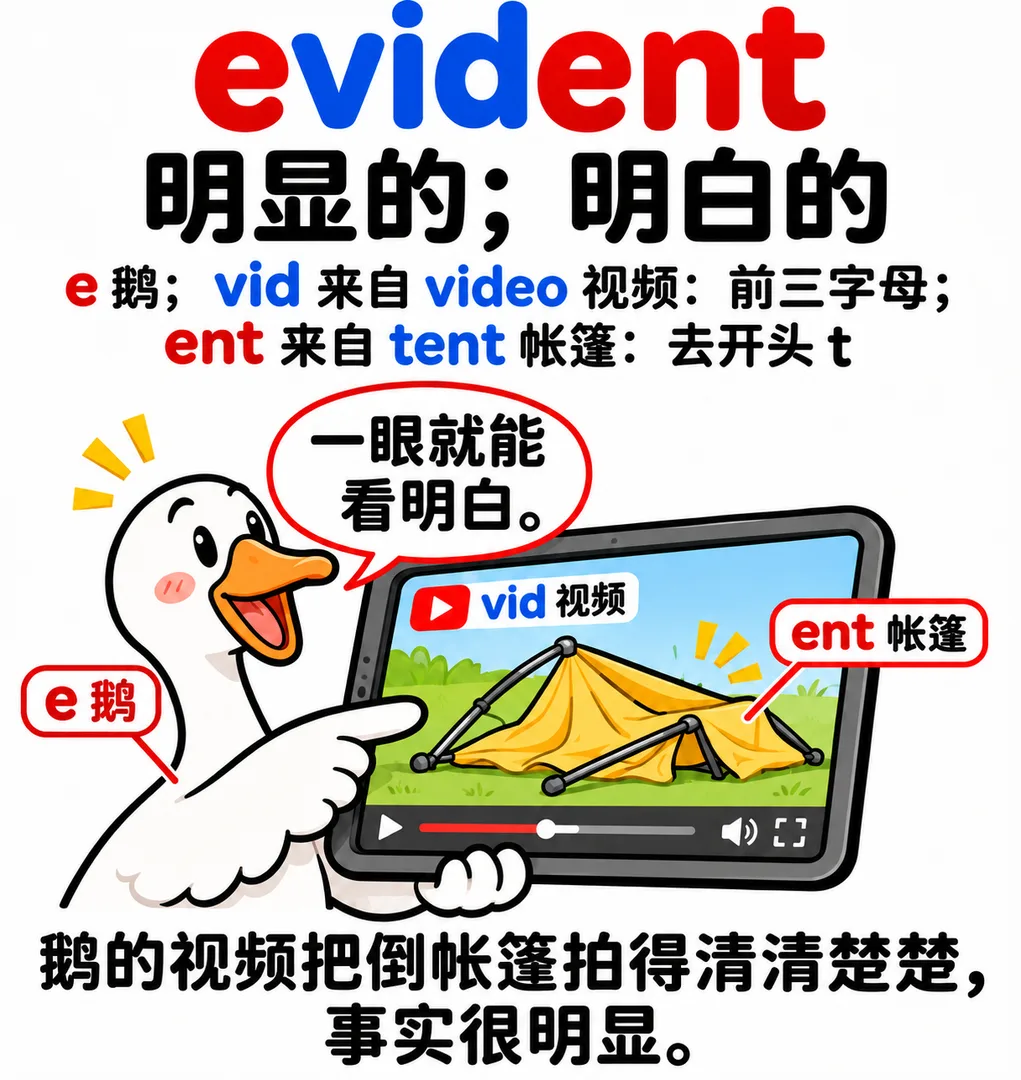 evident
明显的；明白的
e 鹅；vid 来自 video 视频：前三字母；
ent 来自 tent 帐篷：去开头 t
一眼就能
看明白。
vid 视频
ent 帐篷
e 鹅
鹅的视频把倒帐篷拍得清清楚楚，
事实很明显。